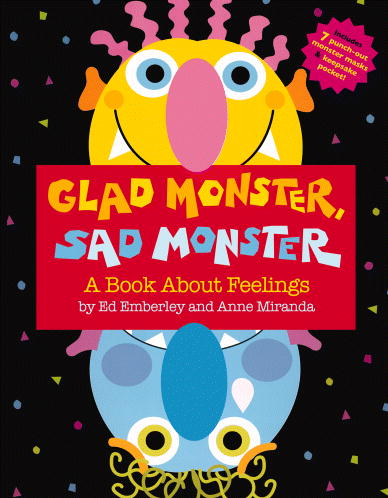 includes
7 punch-out
monster masks
& keepsake
pocket!
GLAD MONSTER,
SAD MONSTER
A Book About Feelings
by Ed Emberley and Anne Miranda